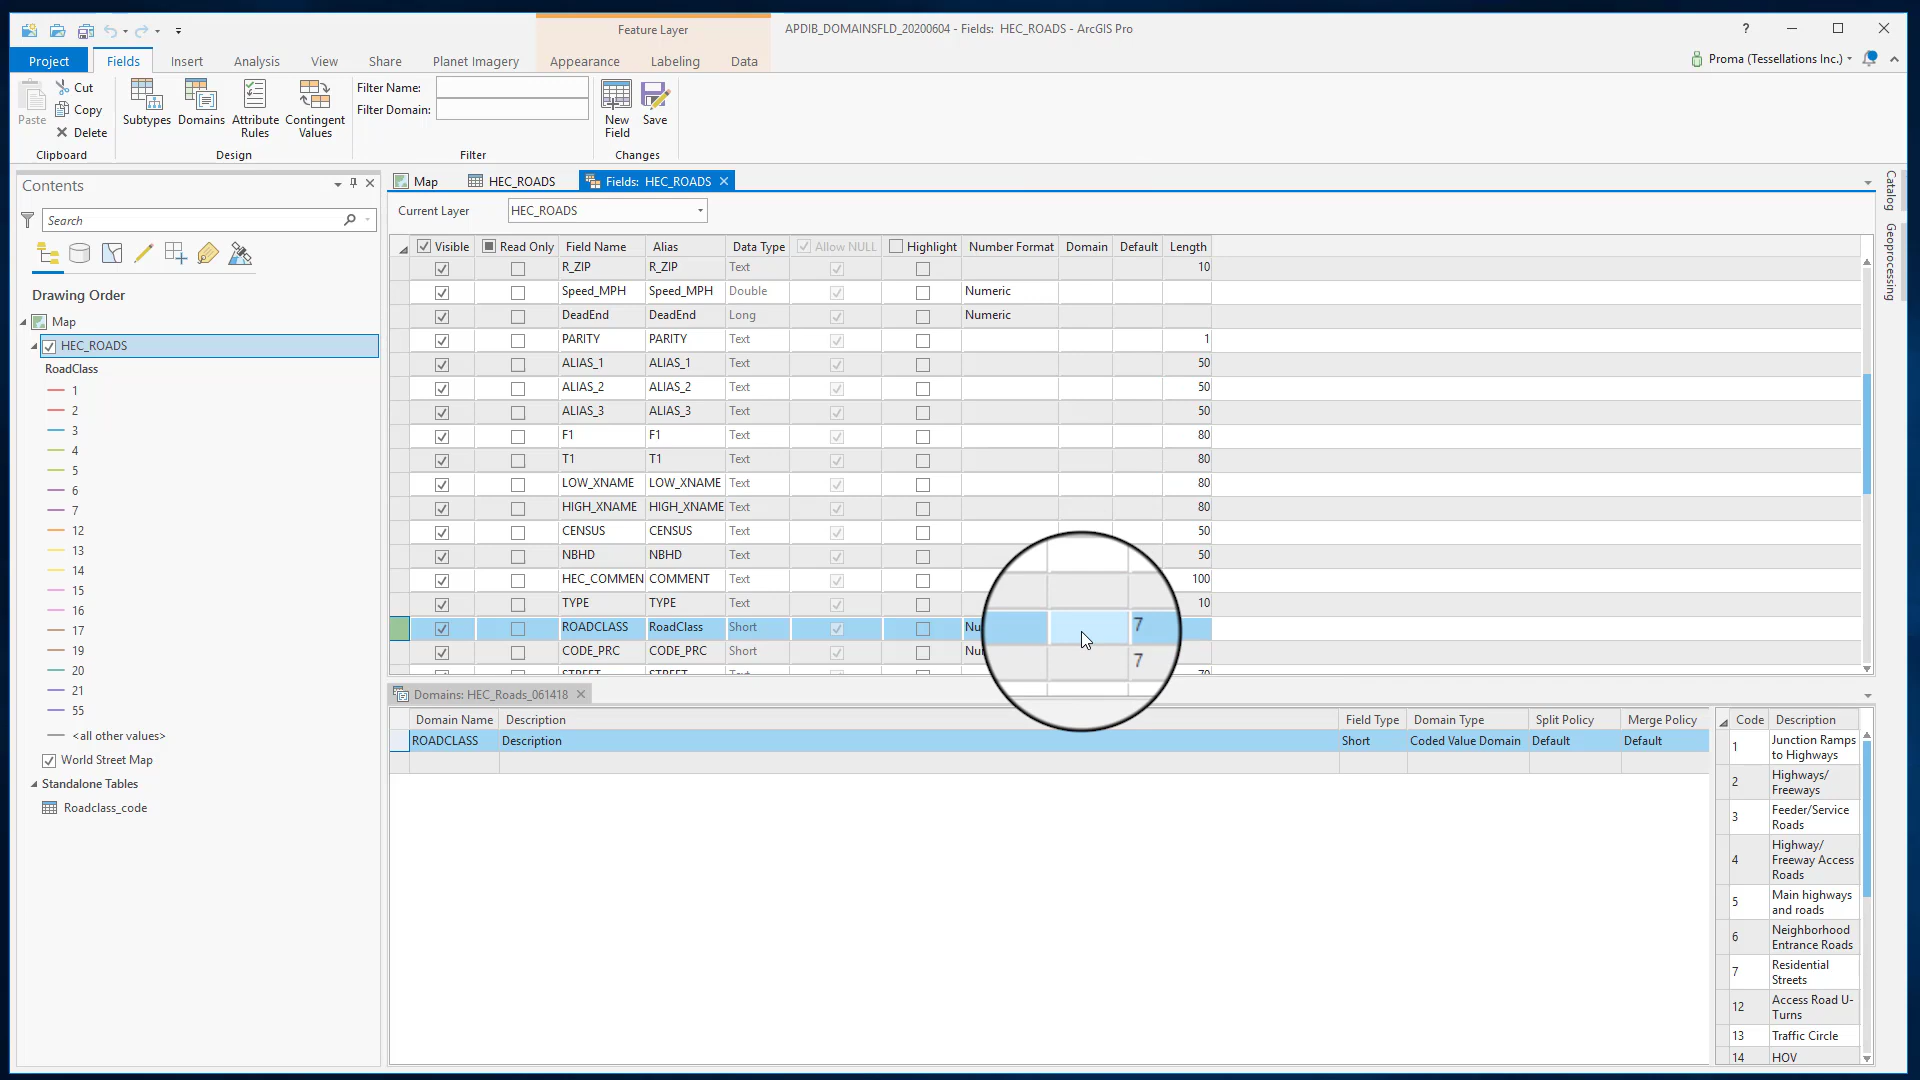 Feature Layer
APDIB_DOMAINSFLD_20200604 - Fields: HEC_ROADS - ArcGIS Pro
?
Project Fields Insert Analysis View Share Planet Imagery Appearance Labeling Data
Proma (Tessellations Inc.)
Paste
Cut
Copy
Delete
Clipboard
Subtypes
Domains
Attribute
Rules
Contingent
Values
Design
Filter Name:
Filter Domain:
Filter
New
Field
Save
Changes
Contents
Search
Drawing Order
Map
HEC_ROADS
RoadClass
1
2
3
4
5
6
7
12
13
14
15
16
17
19
20
21
55
<all other values>
World Street Map
Standalone Tables
Roadclass_code
Map HEC_ROADS Fields: HEC_ROADS
Current Layer HEC_ROADS
Visible Read Only Field Name Alias Data Type Allow NULL Highlight Number Format Domain Default Length
R_ZIP R_ZIP Text 10
Speed_MPH Speed_MPH Double Numeric
DeadEnd DeadEnd Long Numeric
PARITY PARITY Text 1
ALIAS_1 ALIAS_1 Text 50
ALIAS_2 ALIAS_2 Text 50
ALIAS_3 ALIAS_3 Text 50
F1 F1 Text 80
T1 T1 Text 80
LOW_XNAME LOW_XNAME Text 80
HIGH_XNAME HIGH_XNAME Text 80
CENSUS CENSUS Text 50
NBHD NBHD Text 50
HEC_COMMEN COMMENT Text 100
TYPE TYPE Text 10
ROADCLASS RoadClass Short Nu 7
CODE_PRC CODE_PRC Short Nu 7
STREET STREET Text 70
Domains: HEC_Roads_061418
Domain Name Description Field Type Domain Type Split Policy Merge Policy
ROADCLASS Description Short Coded Value Domain Default Default
Code Description
1 Junction Ramps
to Highways
2 Highways/
Freeways
3 Feeder/Service
Roads
4 Highway/
Freeway Access
Roads
5 Main highways
and roads
6 Neighborhood
Entrance Roads
7 Residential
Streets
12 Access Road U-
Turns
13 Traffic Circle
14 HOV
Catalog
Geoprocessing